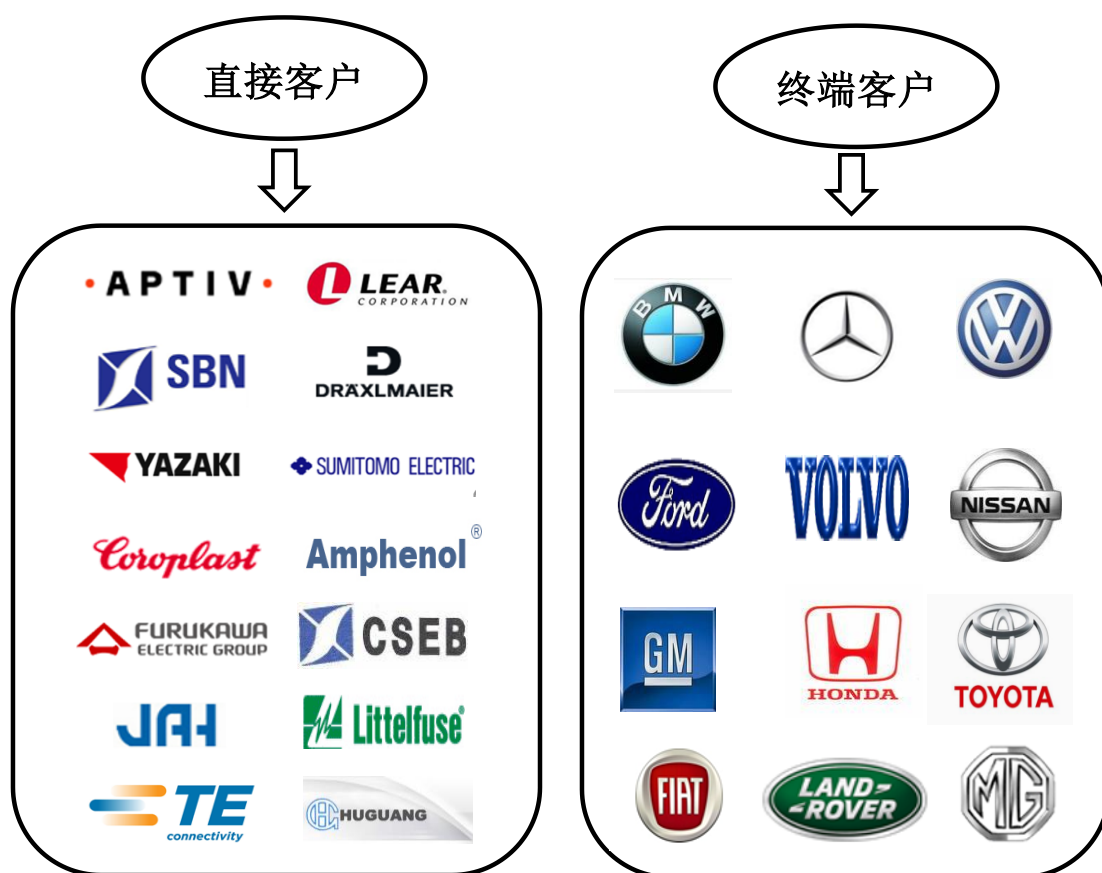 直接客户
终端客户
APTIV
LEAR.
CORPORATION
SBN
DRÄXLMAIER
YAZAKI
SUMITOMO ELECTRIC
Coroplast
Amphenol®
FURUKAWA
ELECTRIC GROUP
CSEB
JAH
Littelfuse®
TE
connectivity
HUGUANG
BMW
VW
Ford
VOLVO
NISSAN
GM
HONDA
TOYOTA
FIAT
LAND-
-ROVER
MG